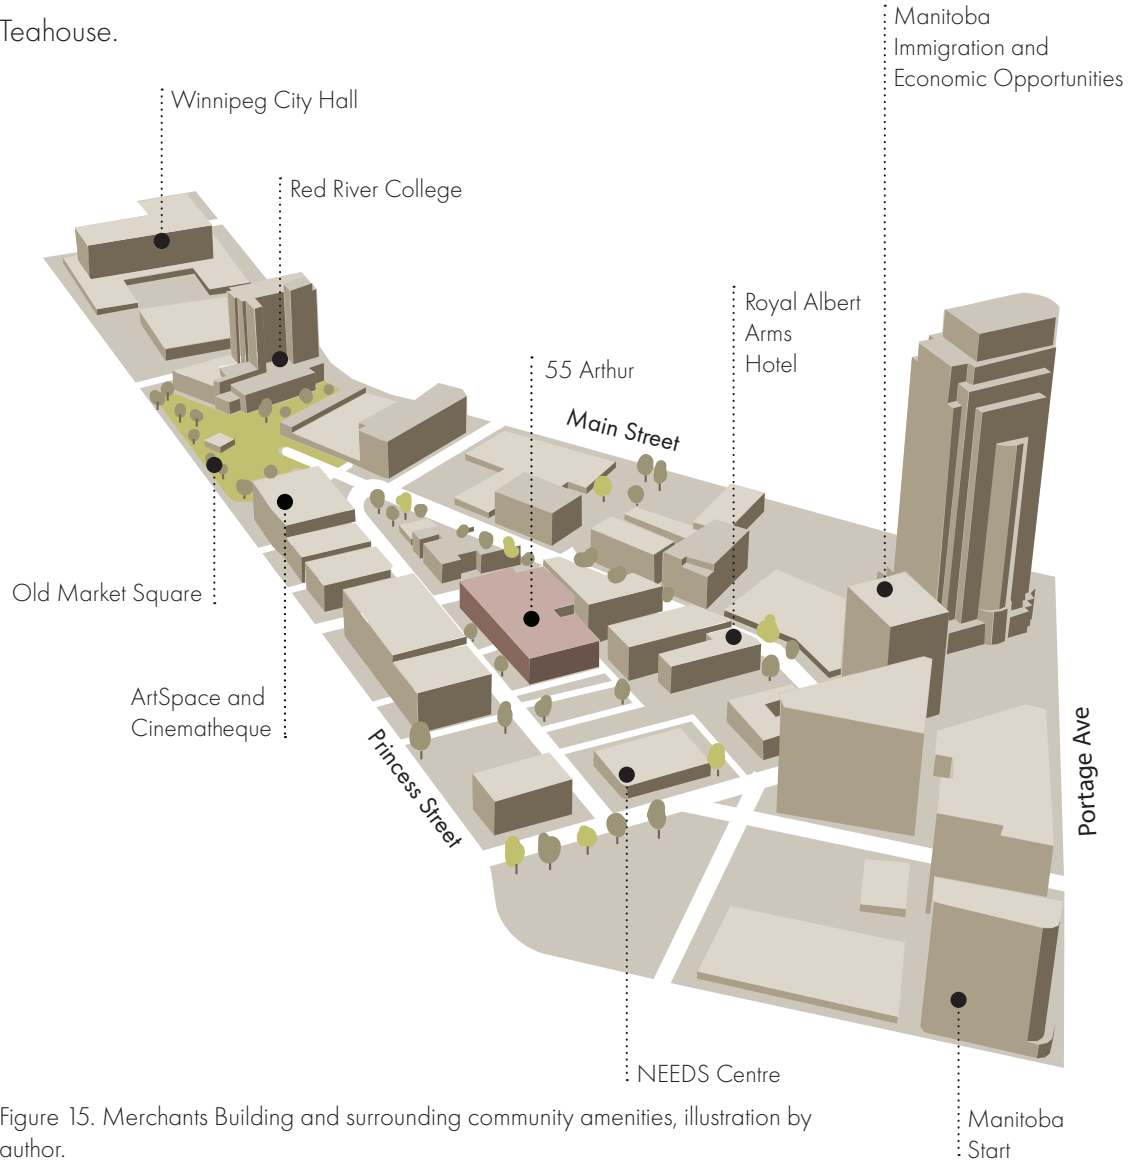 Teahouse.
Manitoba
Immigration and
Economic Opportunities
Winnipeg City Hall
Red River College
Royal Albert
Arms
Hotel
55 Arthur
Main Street
Old Market Square
ArtSpace and
Cinematheque
Princess Street
Portage Ave
NEEDS Centre
Manitoba
Start
Figure 15. Merchants Building and surrounding community amenities, illustration by
author.